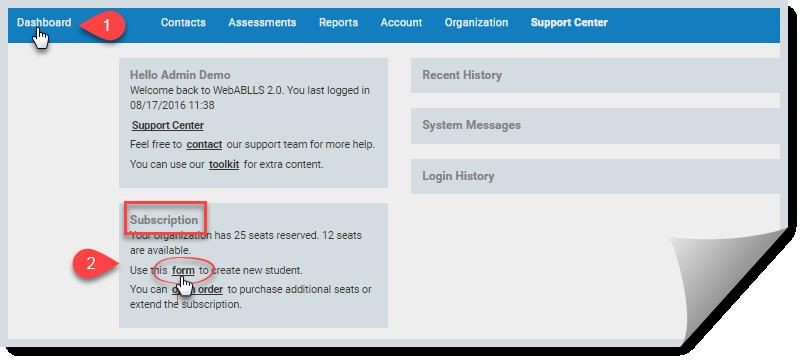 Dashboard 1 Contacts Assessments Reports Account Organization Support Center
Hello Admin Demo
Welcome back to WebABLLS 2.0. You last logged in
08/17/2016 11:38
Support Center
Feel free to contact our support team for more help.
You can use our toolkit for extra content.
Recent History
System Messages
Login History
Subscription
Your organization has 25 seats reserved. 12 seats
are available.
2
Use this form to create new student.
You can order to purchase additional seats or
extend the subscription.